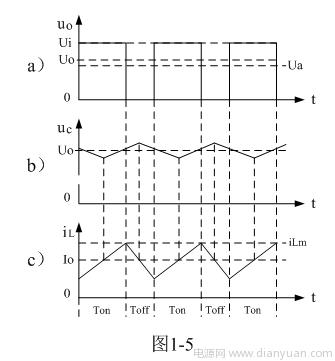 uo
Ui
Uo
a)
Ua
0
t
uc
Uo
b)
0
t
iL
iLm
c)
Io
0
Ton Toff Ton Toff Ton
t
图1-5
电源网 www.dianyuan.com